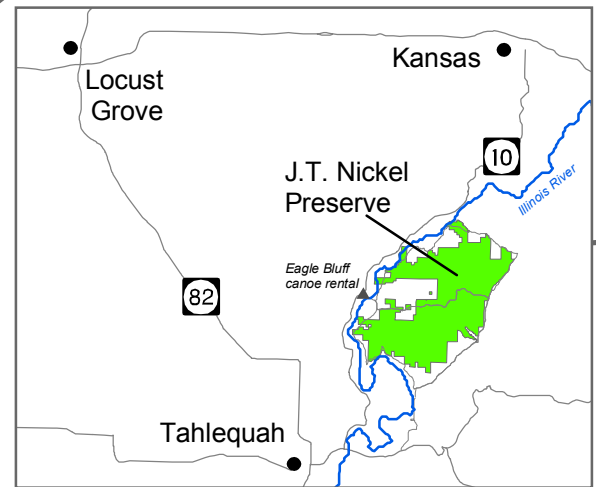 Locust
Grove
Kansas
10
J.T. Nickel
Preserve
Illinois River
Eagle Bluff
canoe rental
82
Tahlequah